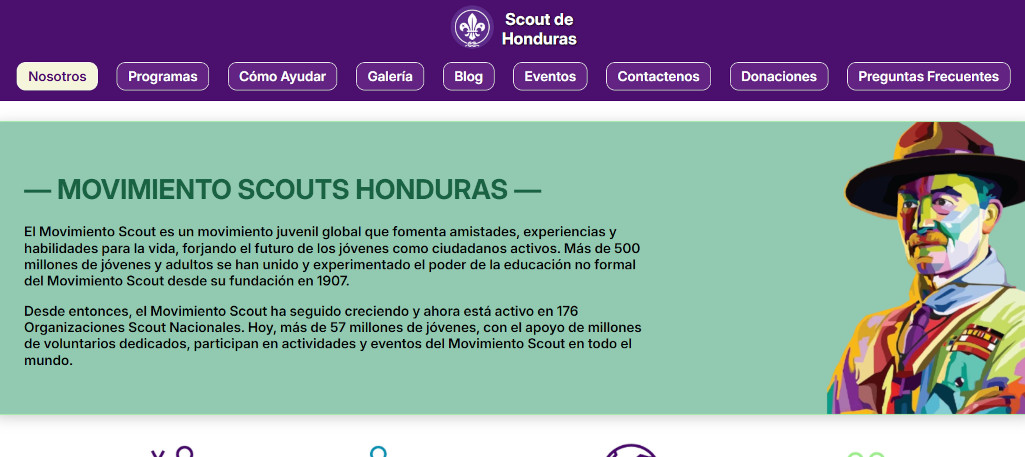 Scout de
Honduras
Nosotros
Programas
Cómo Ayudar
Galería
Blog
Eventos
Contactenos
Donaciones
Preguntas Frecuentes
— MOVIMIENTO SCOUTS HONDURAS —
El Movimiento Scout es un movimiento juvenil global que fomenta amistades, experiencias y
habilidades para la vida, forjando el futuro de los jóvenes como ciudadanos activos. Más de 500
millones de jóvenes y adultos se han unido y experimentado el poder de la educación no formal
del Movimiento Scout desde su fundación en 1907.
Desde entonces, el Movimiento Scout ha seguido creciendo y ahora está activo en 176
Organizaciones Scout Nacionales. Hoy, más de 57 millones de jóvenes, con el apoyo de millones
de voluntarios dedicados, participan en actividades y eventos del Movimiento Scout en todo el
mundo.